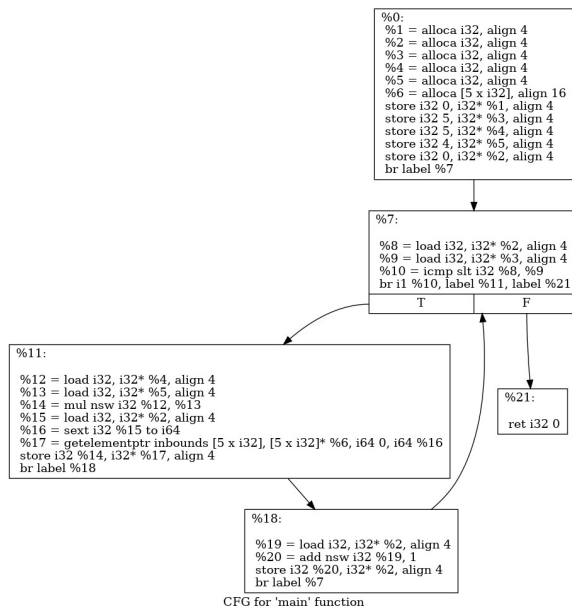 %0:
%1 = alloca i32, align 4
%2 = alloca i32, align 4
%3 = alloca i32, align 4
%4 = alloca i32, align 4
%5 = alloca i32, align 4
%6 = alloca [5 x i32], align 16
store i32 0, i32* %1, align 4
store i32 5, i32* %3, align 4
store i32 5, i32* %4, align 4
store i32 4, i32* %5, align 4
store i32 0, i32* %2, align 4
br label %7
%7:
%8 = load i32, i32* %2, align 4
%9 = load i32, i32* %3, align 4
%10 = icmp slt i32 %8, %9
br i1 %10, label %11, label %21
T
F
%11:
%12 = load i32, i32* %4, align 4
%13 = load i32, i32* %5, align 4
%14 = mul nsw i32 %12, %13
%15 = load i32, i32* %2, align 4
%16 = sext i32 %15 to i64
%17 = getelementptr inbounds [5 x i32], [5 x i32]* %6, i64 0, i64 %16
store i32 %14, i32* %17, align 4
br label %18
%21:
ret i32 0
%18:
%19 = load i32, i32* %2, align 4
%20 = add nsw i32 %19, 1
store i32 %20, i32* %2, align 4
br label %7
CFG for 'main' function